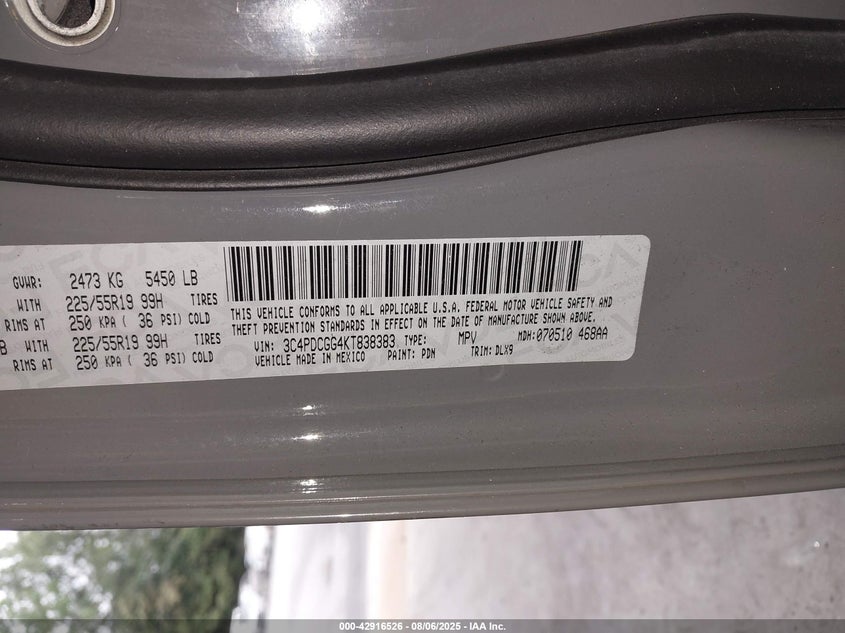 GVWR: 2473 KG 5450 LB
WITH 225/55R19 99H TIRES
RIMS AT 250 KPA ( 36 PSI) COLD
B WITH 225/55R19 99H TIRES
RIMS AT 250 KPA ( 36 PSI) COLD
THIS VEHICLE CONFORMS TO ALL APPLICABLE U.S.A. FEDERAL MOTOR VEHICLE SAFETY AND
THEFT PREVENTION STANDARDS IN EFFECT ON THE DATE OF MANUFACTURE SHOWN ABOVE.
VIN: 3C4PDCGG4KT838383 TYPE: MPV MDH:070510 468AA
VEHICLE MADE IN MEXICO PAINT: PDN TRIM: DLX9
000-42916526 - 08/06/2025 - IAA Inc.